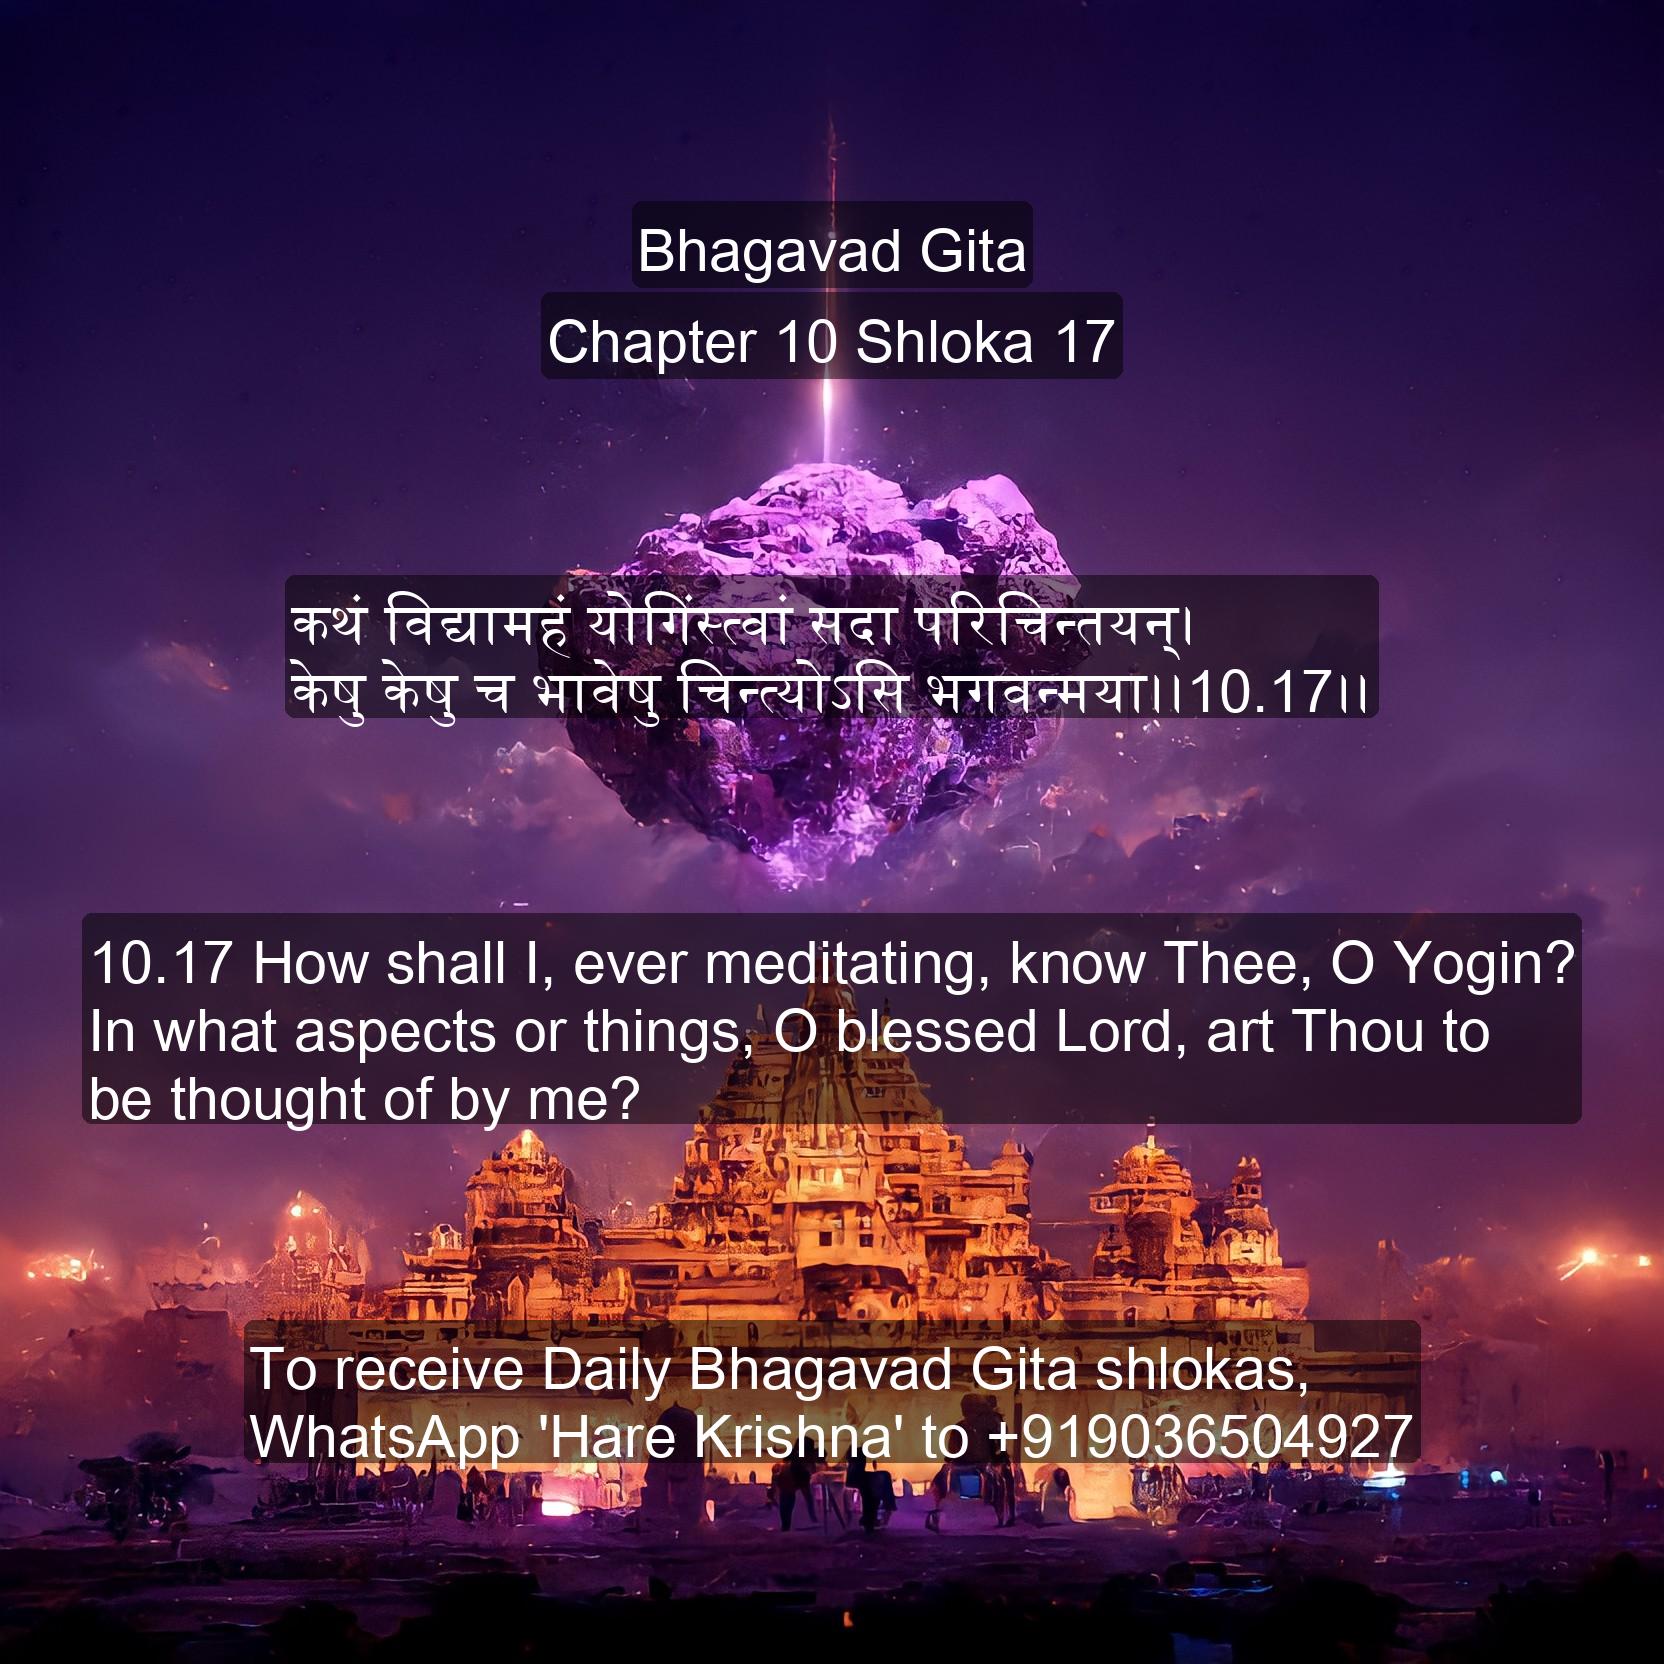 Bhagavad Gita
Chapter 10 Shloka 17
कथं विद्यामहं योगिंस्त्वां सदा परिचिन्तयन्।
केषु केषु च भावेषु चिन्त्योऽसि भगवन्मया।।10.17।।
10.17 How shall I, ever meditating, know Thee, O Yogin?
In what aspects or things, O blessed Lord, art Thou to
be thought of by me?
To receive Daily Bhagavad Gita shlokas,
WhatsApp 'Hare Krishna' to +919036504927